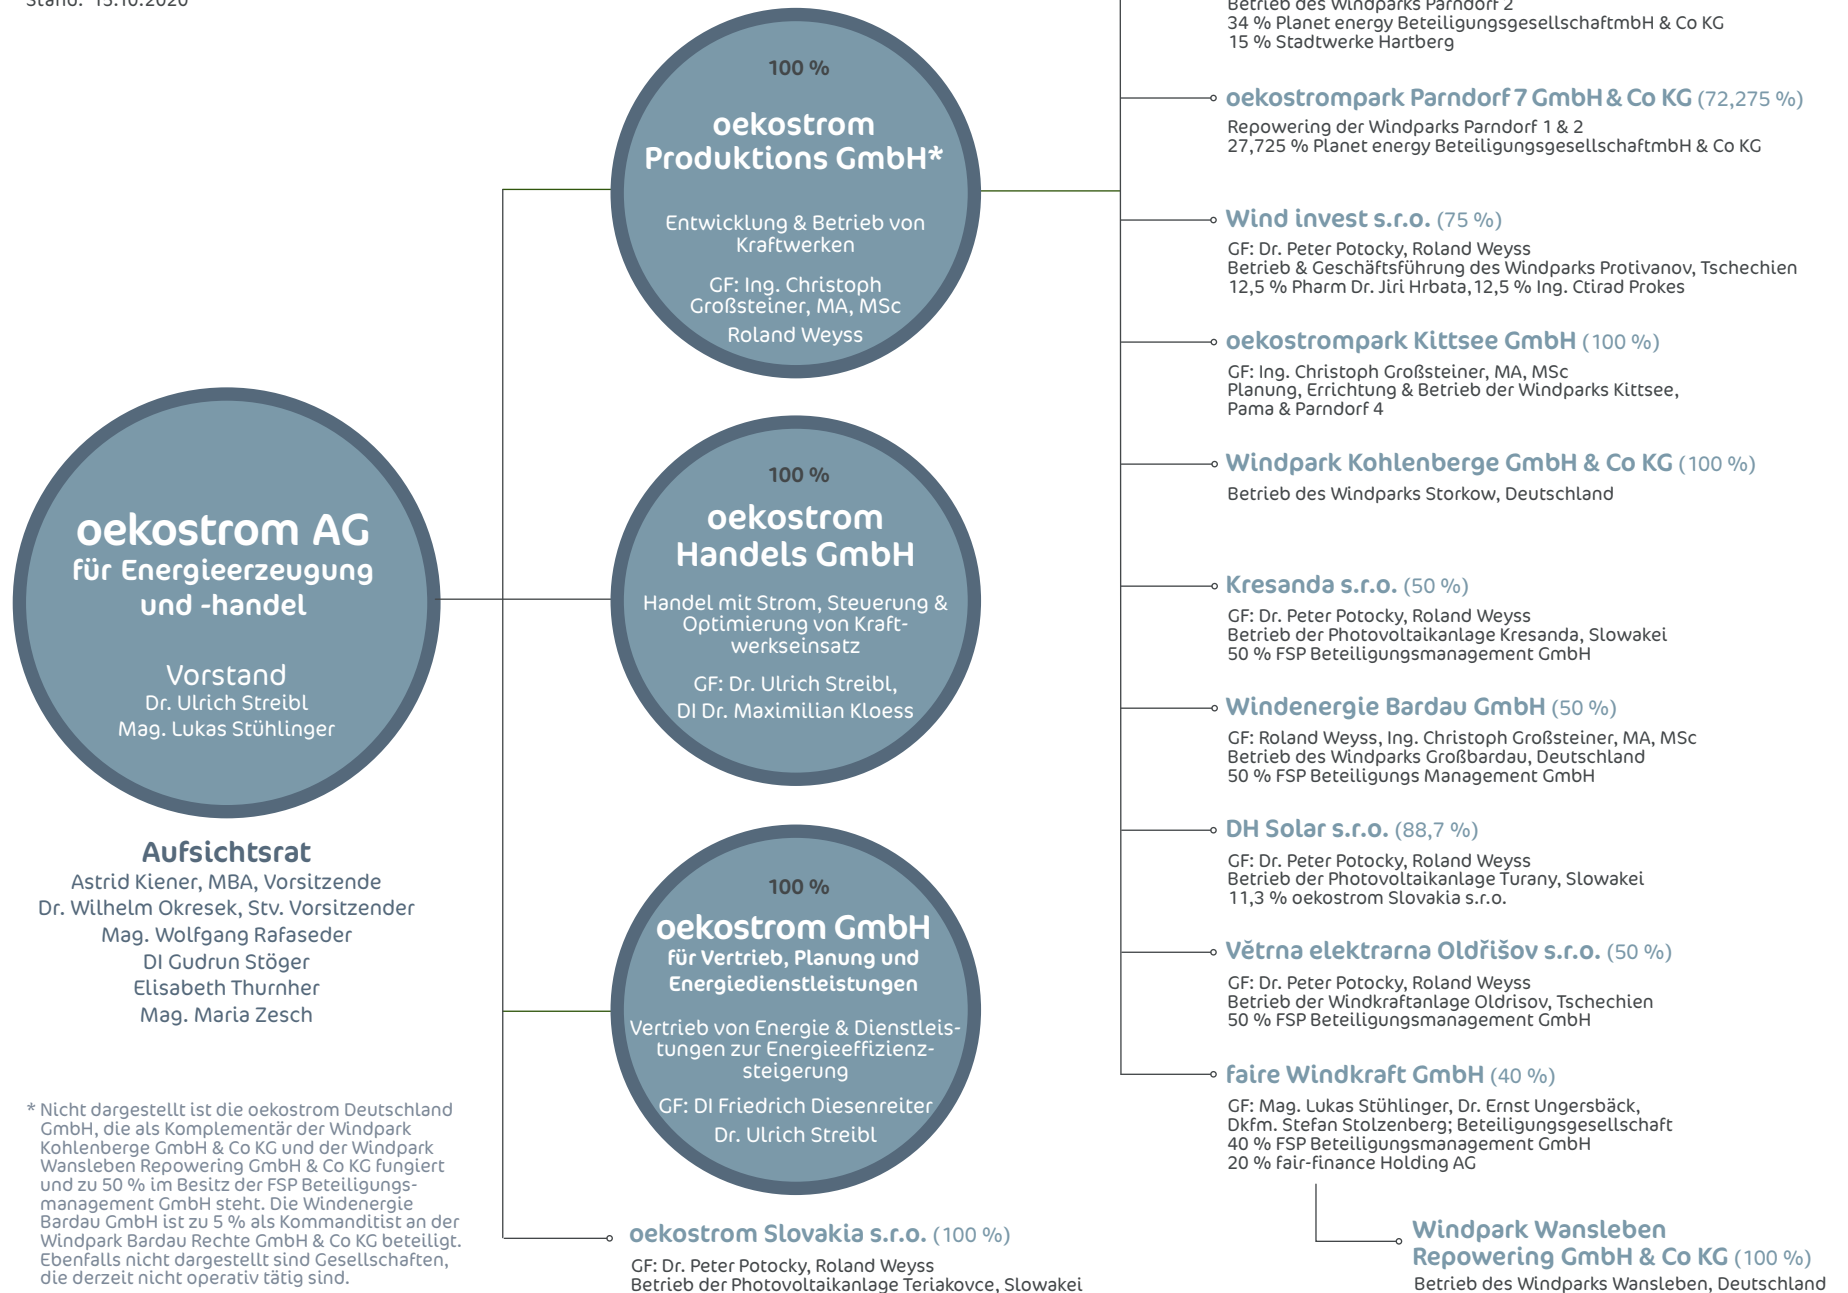 Stand: 15.10.2020
100 %
oekostrom
Produktions GmbH*
Entwicklung & Betrieb von
Kraftwerken
GF: Ing. Christoph
Großsteiner, MA, MSc
Roland Weyss
oekostrom AG
für Energieerzeugung
und -handel
Vorstand
Dr. Ulrich Streibl
Mag. Lukas Stühlinger
Aufsichtsrat
Astrid Kiener, MBA, Vorsitzende
Dr. Wilhelm Okresek, Stv. Vorsitzender
Mag. Wolfgang Rafaseder
DI Gudrun Stöger
Elisabeth Thurnher
Mag. Maria Zesch
* Nicht dargestellt ist die oekostrom Deutschland
GmbH, die als Komplementär der Windpark
Kohlenberge GmbH & Co KG und der Windpark
Wansleben Repowering GmbH & Co KG fungiert
und zu 50 % im Besitz der FSP Beteiligungs-
management GmbH steht. Die Windenergie
Bardau GmbH ist zu 5 % als Kommanditist an der
Windpark Bardau Rechte GmbH & Co KG beteiligt.
Ebenfalls nicht dargestellt sind Gesellschaften,
die derzeit nicht operativ tätig sind.
100 %
oekostrom
Handels GmbH
Handel mit Strom, Steuerung &
Optimierung von Kraft-
werkseinsatz
GF: Dr. Ulrich Streibl,
DI Dr. Maximilian Kloess
100 %
oekostrom GmbH
für Vertrieb, Planung und
Energiedienstleistungen
Vertrieb von Energie & Dienstleis-
tungen zur Energieeffizienz-
steigerung
GF: DI Friedrich Diesenreiter
Dr. Ulrich Streibl
oekostrom Slovakia s.r.o. (100 %)
GF: Dr. Peter Potocky, Roland Weyss
Betrieb der Photovoltaikanlage Teriakovce, Slowakei
Betrieb des Windparks Parndorf 2
34 % Planet energy BeteiligungsgesellschaftmbH & Co KG
15 % Stadtwerke Hartberg
oekostrompark Parndorf 7 GmbH & Co KG (72,275 %)
Repowering der Windparks Parndorf 1 & 2
27,725 % Planet energy BeteiligungsgesellschaftmbH & Co KG
Wind invest s.r.o. (75 %)
GF: Dr. Peter Potocky, Roland Weyss
Betrieb & Geschäftsführung des Windparks Protivanov, Tschechien
12,5 % Pharm Dr. Jiri Hrbata, 12,5 % Ing. Ctirad Prokes
oekostrompark Kittsee GmbH (100 %)
GF: Ing. Christoph Großsteiner, MA, MSc
Planung, Errichtung & Betrieb der Windparks Kittsee,
Pama & Parndorf 4
Windpark Kohlenberge GmbH & Co KG (100 %)
Betrieb des Windparks Storkow, Deutschland
Kresanda s.r.o. (50 %)
GF: Dr. Peter Potocky, Roland Weyss
Betrieb der Photovoltaikanlage Kresanda, Slowakei
50 % FSP Beteiligungsmanagement GmbH
Windenergie Bardau GmbH (50 %)
GF: Roland Weyss, Ing. Christoph Großsteiner, MA, MSc
Betrieb des Windparks Großbardau, Deutschland
50 % FSP Beteiligungs Management GmbH
DH Solar s.r.o. (88,7 %)
GF: Dr. Peter Potocky, Roland Weyss
Betrieb der Photovoltaikanlage Turany, Slowakei
11,3 % oekostrom Slovakia s.r.o.
Větrna elektrarna Oldřišov s.r.o. (50 %)
GF: Dr. Peter Potocky, Roland Weyss
Betrieb der Windkraftanlage Oldrisov, Tschechien
50 % FSP Beteiligungsmanagement GmbH
faire Windkraft GmbH (40 %)
GF: Mag. Lukas Stühlinger, Dr. Ernst Ungersbäck,
Dkfm. Stefan Stolzenberg; Beteiligungsgesellschaft
40 % FSP Beteiligungsmanagement GmbH
20 % fair-finance Holding AG
Windpark Wansleben
Repowering GmbH & Co KG (100 %)
Betrieb des Windparks Wansleben, Deutschland